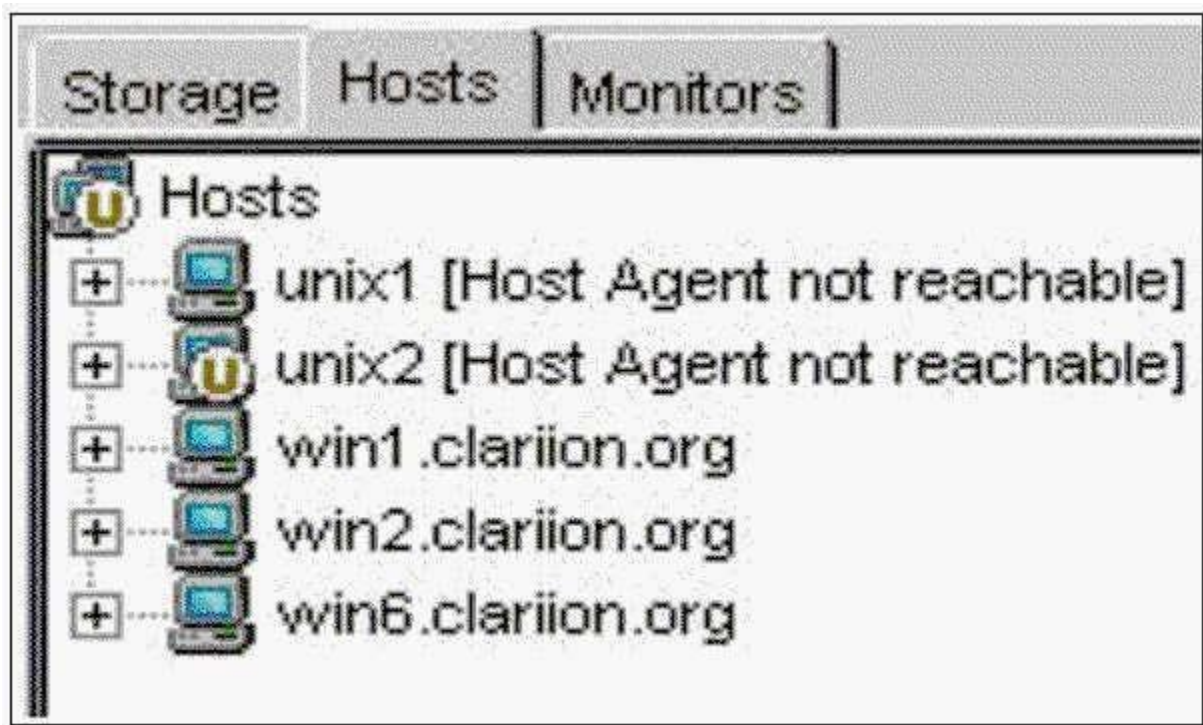 Storage Hosts Monitors
U Hosts
unix1 [Host Agent not reachable]
U unix2 [Host Agent not reachable]
win1.clariion.org
win2.clariion.org
win6.clariion.org